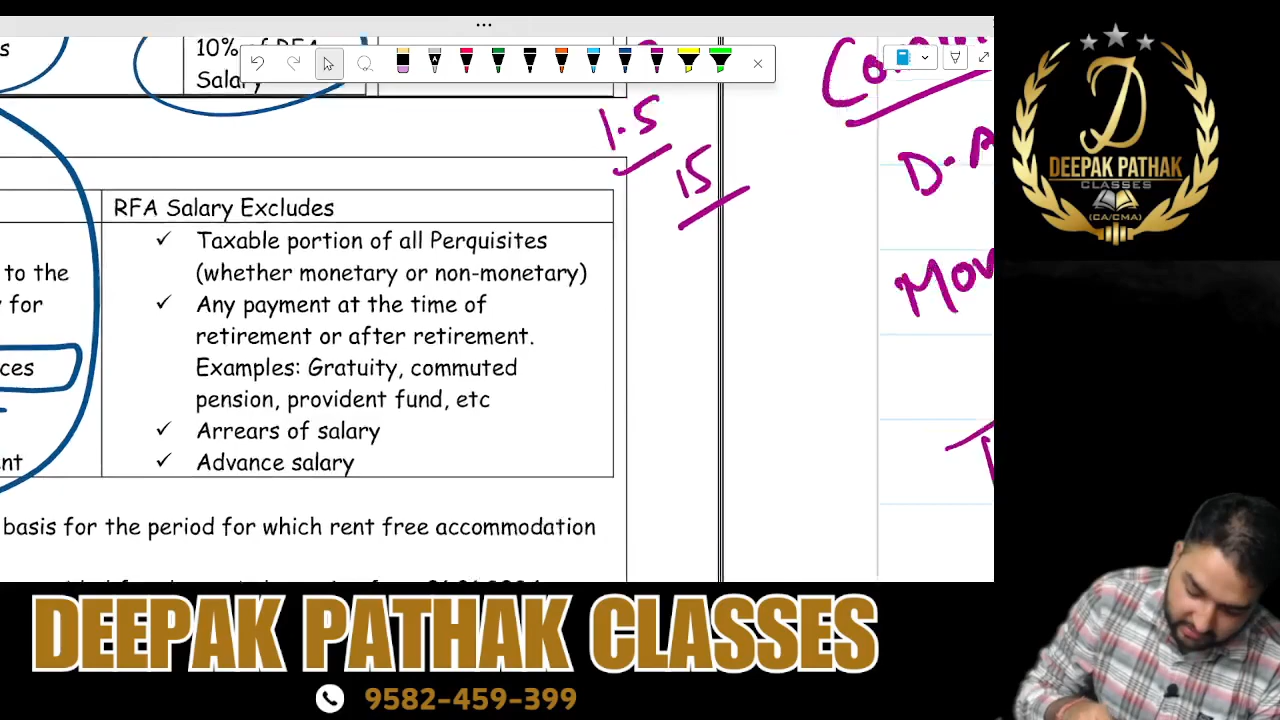 10% of RFA
Salary
1.5
15
D.A
RFA Salary Excludes
✓ Taxable portion of all Perquisites
(whether monetary or non-monetary)
✓ Any payment at the time of
retirement or after retirement.
Examples: Gratuity, commuted
pension, provident fund, etc
✓ Arrears of salary
✓ Advance salary
to the
for
ces
basis for the period for which rent free accommodation
D
DEEPAK PATHAK
CLASSES
(CA/CMA)
DEEPAK PATHAK CLASSES
9582-459-399